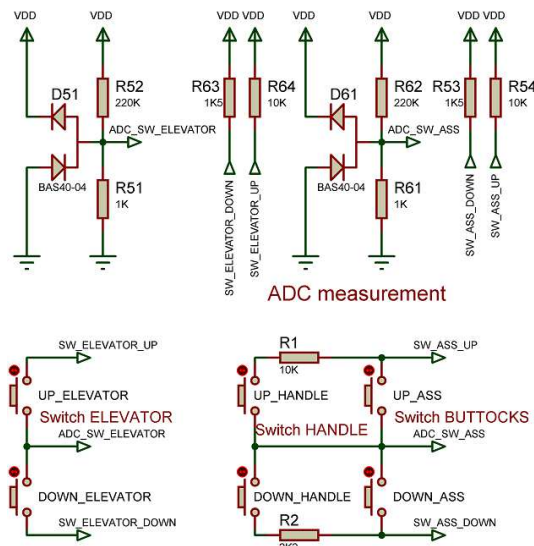 VDD VDD VDD VDD VDD VDD VDD VDD
D51 R52 220K R63 1K5 R64 10K D61 R62 220K R53 1K5 R54 10K
ADC_SW_ELEVATOR ADC_SW_ASS
BAS40-04 R51 1K BAS40-04 R61 1K
SW_ELEVATOR_DOWN
SW_ELEVATOR_UP
SW_ASS_DOWN
SW_ASS_UP
ADC measurement
SW_ELEVATOR_UP R1 SW_ASS_UP
10K
UP_ELEVATOR UP_HANDLE UP_ASS
Switch ELEVATOR Switch HANDLE Switch BUTTOCKS
ADC_SW_ELEVATOR ADC_SW_ASS
DOWN_ELEVATOR DOWN_HANDLE DOWN_ASS
SW_ELEVATOR_DOWN R2 SW_ASS_DOWN